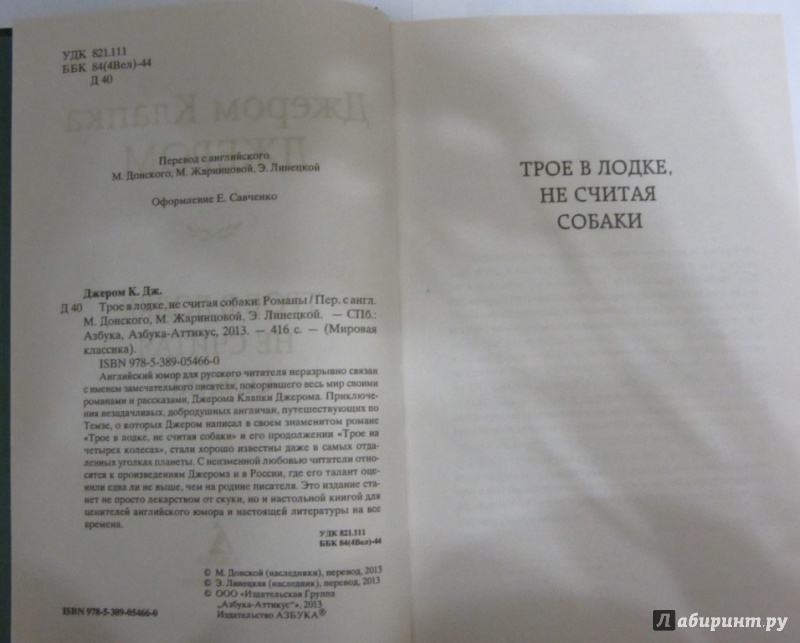 УДК 821.111
ББК 84(4Вел)-44
Д 40
Перевод с английского
М. Донского, М. Жаринцовой, Э. Линецкой
Оформление Е. Савченко
Джером К. Дж.
Д 40 Трое в лодке, не считая собаки: Романы / Пер. с англ.
М. Донского, М. Жаринцовой, Э. Линецкой. — СПб.:
Азбука, Азбука-Аттикус, 2013. — 416 с. — (Мировая
классика).
ISBN 978-5-389-05466-0
Английский юмор для русского читателя неразрывно связан
с именем замечательного писателя, покорившего весь мир своими
романами и рассказами, Джерома Клапки Джерома. Приключе-
ния незадачливых, добродушных англичан, путешествующих по
Темзе, о которых Джером написал в своем знаменитом романе
«Трое в лодке, не считая собаки» и его продолжении «Трое на
четырех колесах», стали хорошо известны даже в самых отда-
ленных уголках планеты. С неизменной любовью читатели отно-
сятся к произведениям Джерома и в России, где его талант оце-
нили едва ли не выше, чем на родине писателя. Это издание ста-
нет не просто лекарством от скуки, но и настольной книгой для
ценителей английского юмора и настоящей литературы на все
времена.
УДК 821.111
ББК 84(4Вел)-44
© М. Донской (наследники), перевод, 2013
© Э. Линецкая (наследник), перевод, 2013
© ООО «Издательская Группа
„Азбука-Аттикус“», 2013
Издательство АЗБУКА®
ISBN 978-5-389-05466-0
ТРОЕ В ЛОДКЕ,
НЕ СЧИТАЯ
СОБАКИ
лабиринт.ру